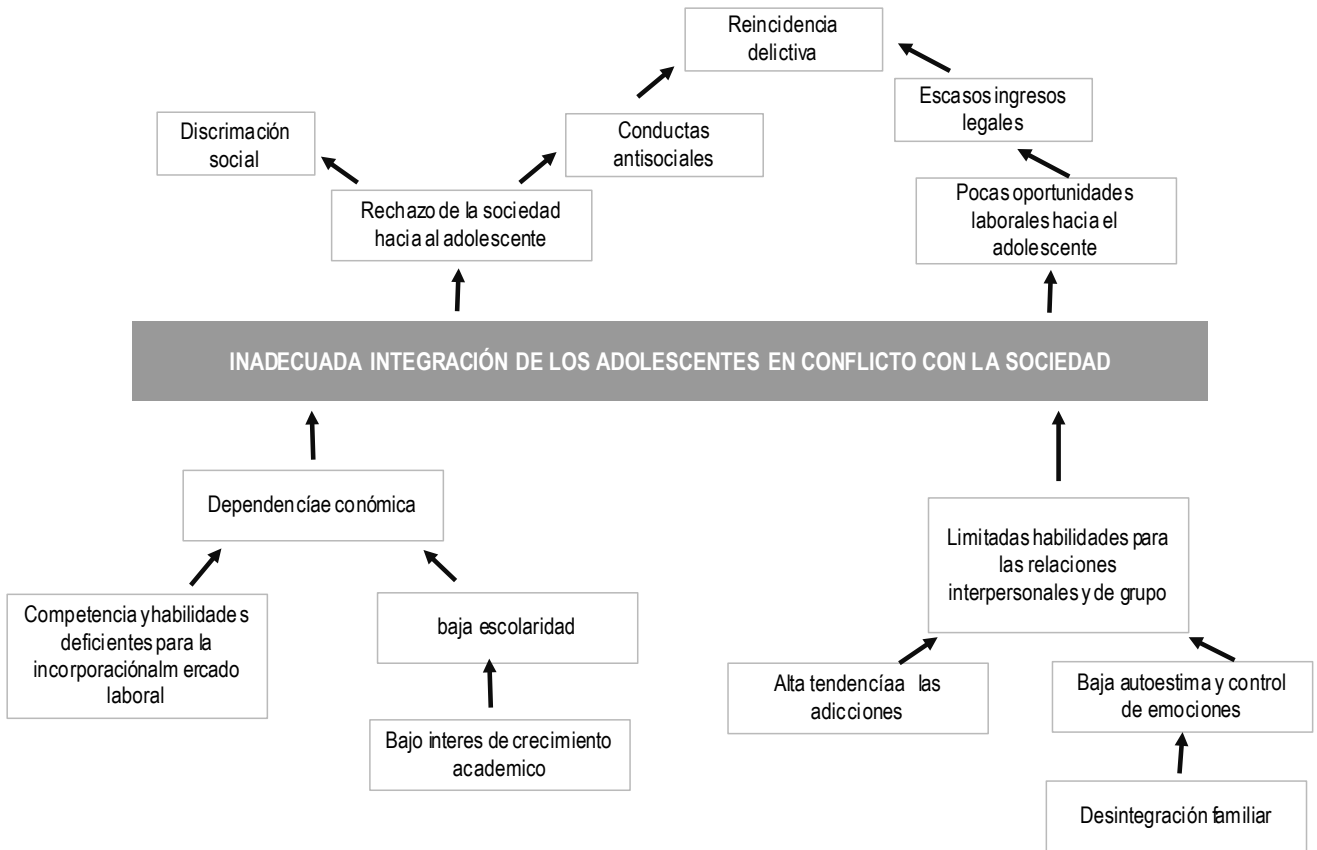 Reincidencia
delictiva
Escasos ingresos
legales
Discrimación
social
Conductas
antisociales
Rechazo de la sociedad
hacia al adolescente
Pocas oportunidades
laborales hacia el
adolescente
INADECUADA INTEGRACIÓN DE LOS ADOLESCENTES EN CONFLICTO CON LA SOCIEDAD
Dependencíae conómica
Limitadas habilidades para
las relaciones
interpersonales y de grupo
Competencia y habilidades
deficientes para la
incorporaciónalm ercado
laboral
baja escolaridad
Alta tendencíaa las
adicciones
Baja autoestima y control
de emociones
Bajo interes de crecimiento
academico
Desintegración familiar